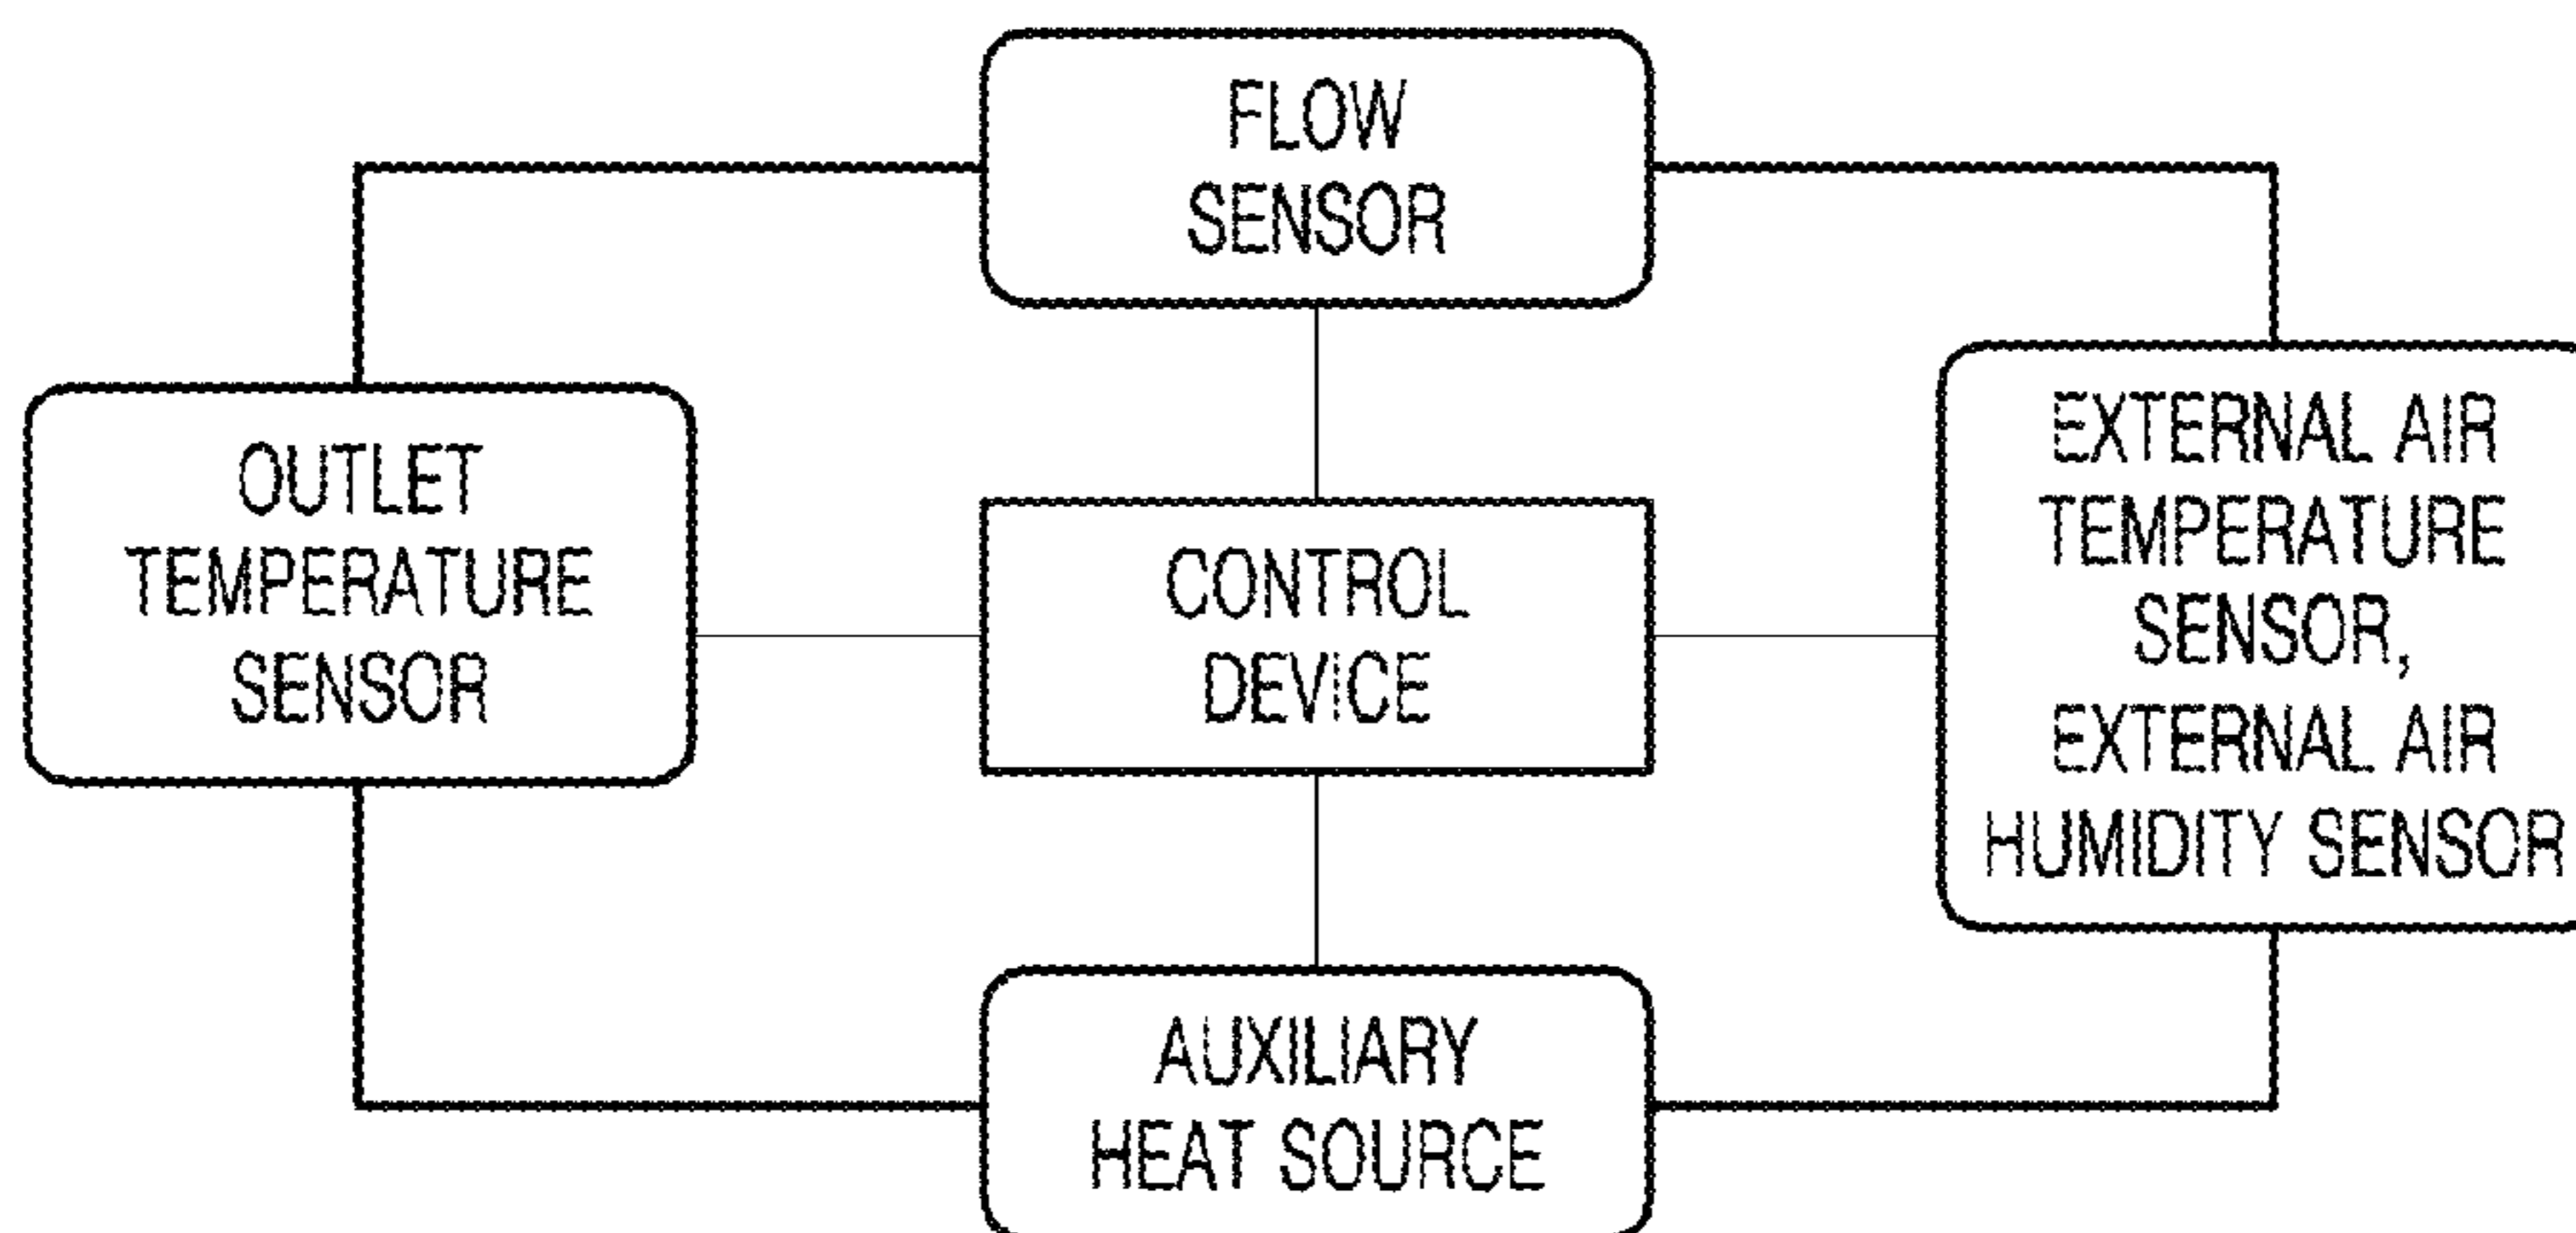 FLOW
SENSOR
OUTLET
TEMPERATURE
SENSOR
CONTROL
DEVICE
EXTERNAL AIR
TEMPERATURE
SENSOR,
EXTERNAL AIR
HUMIDITY SENSOR
AUXILIARY
HEAT SOURCE